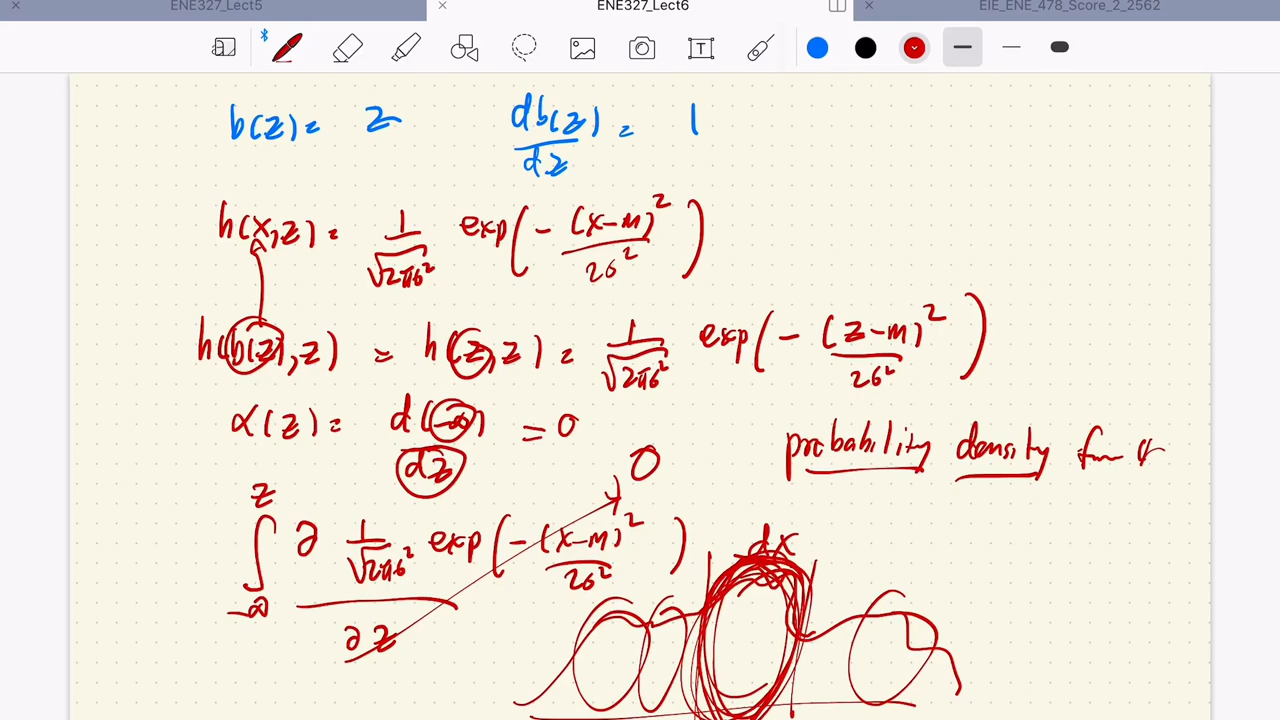 ENE327_Lect5
ENE327_Lect6
EIE_ENE_478_Score_2_2562
T
b(z) = z db(z)/dz = 1
h(x,z) = 1/√2πσ² exp(- (x-m)²/2σ²)
h(b(z),z) = h(z,z) = 1/√2πσ² exp(- (z-m)²/2σ²)
α(z) = d(-∞)/dz = 0
probability density
0
∫_{-∞}^{z} ∂ 1/√2πσ² exp(- (x-m)²/2σ²)/∂z dx